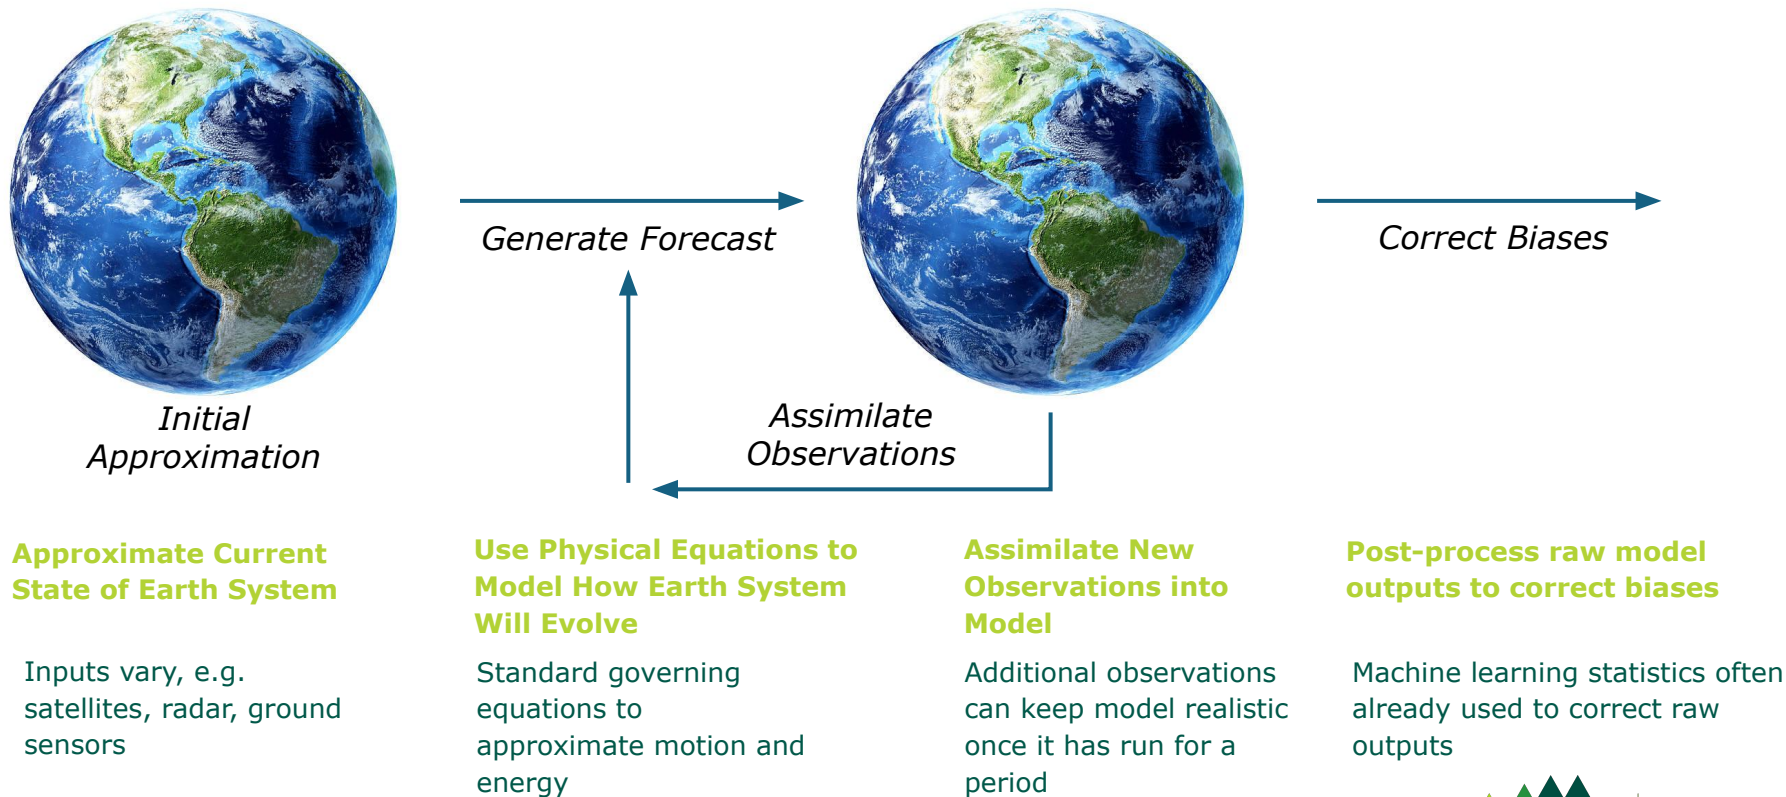 Generate Forecast
Correct Biases
Initial
Approximation
Assimilate
Observations
Approximate Current
State of Earth System
Inputs vary, e.g.
satellites, radar, ground
sensors
Use Physical Equations to
Model How Earth System
Will Evolve
Standard governing
equations to
approximate motion and
energy
Assimilate New
Observations into
Model
Additional observations
can keep model realistic
once it has run for a
period
Post-process raw model
outputs to correct biases
Machine learning statistics often
already used to correct raw
outputs